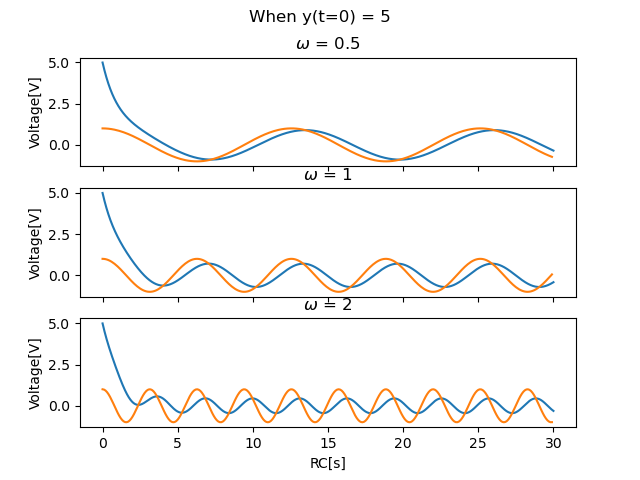 When y(t=0) = 5
ω = 0.5
Voltage[V]
5.0
2.5
0.0
ω = 1
Voltage[V]
5.0
2.5
0.0
ω = 2
Voltage[V]
5.0
2.5
0.0
0 5 10 15 20 25 30
RC[s]